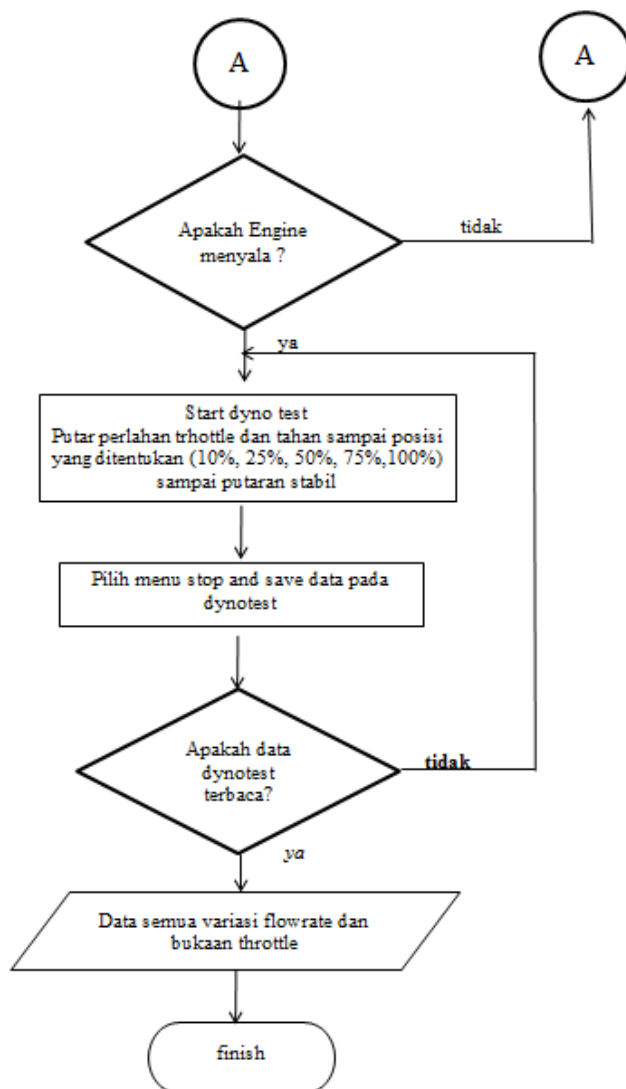 A
A
Apakah Engine
menyala ?
tidak
ya
Start dyno test
Putar perlahan trhottle dan tahan sampai posisi
yang ditentukan (10%, 25%, 50%, 75%,100%)
sampai putaran stabil
Pilih menu stop and save data pada
dynotest
Apakah data
dynotest
terbaca?
tidak
ya
Data semua variasi flowrate dan
bukaan throttle
finish